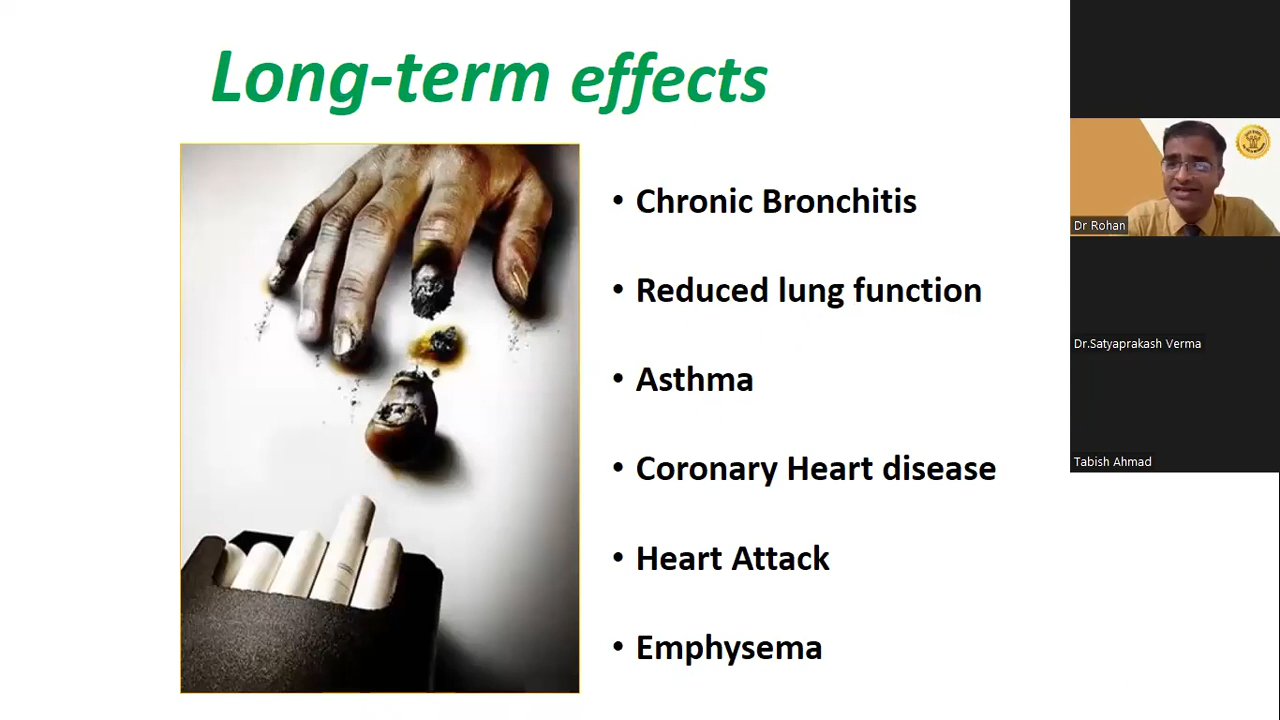 Long-term effects
• Chronic Bronchitis
• Reduced lung function
• Asthma
• Coronary Heart disease
• Heart Attack
• Emphysema
Dr Rohan
Dr.Satyaprakash Verma
Tabish Ahmad